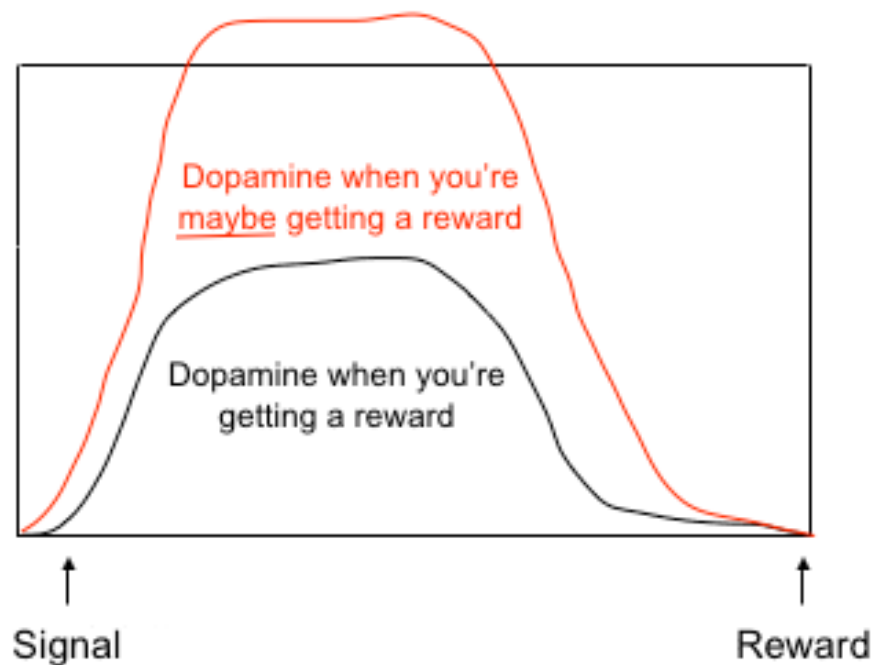 Dopamine when you're
maybe getting a reward
Dopamine when you're
getting a reward
Signal
Reward